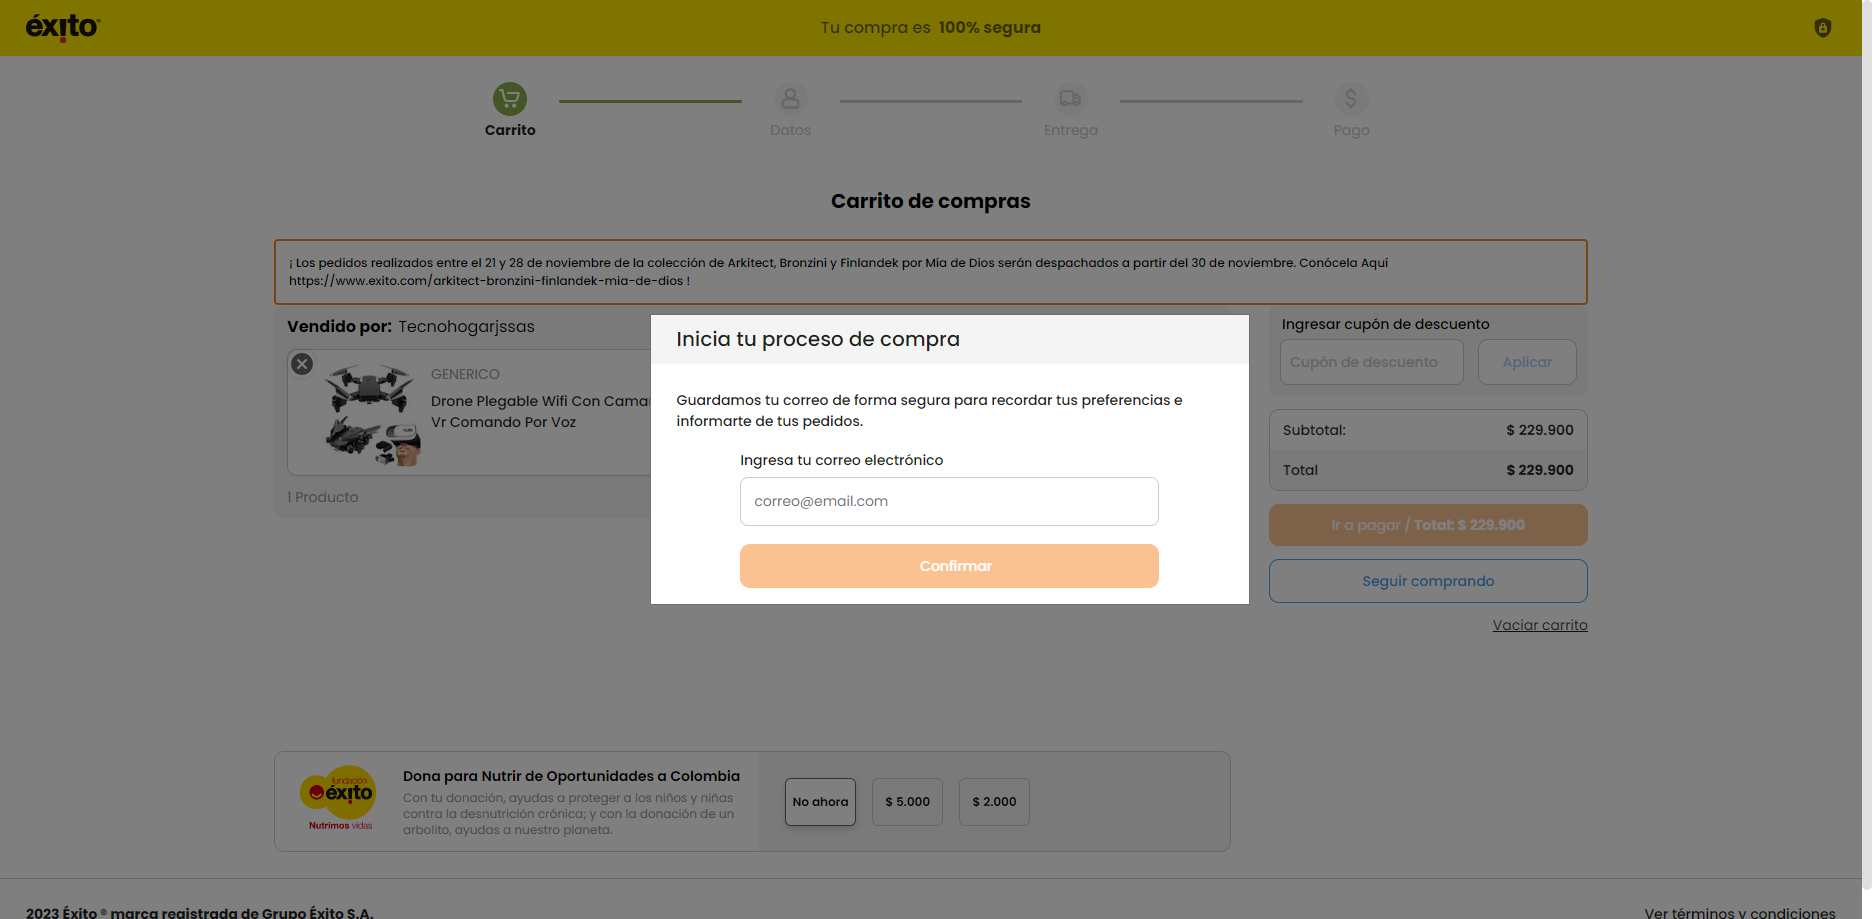 éxito
Tu compra es 100% segura
Carrito
Datos
Entrega
Pago
Carrito de compras
¡ Los pedidos realizados entre el 21 y 28 de noviembre de la colección de Arkitect, Bronzini y Finlandek por Mia de Dios serán despachados a partir del 30 de noviembre. Conócela Aquí
https://www.exito.com/arkitect-bronzini-finlandek-mia-de-dios !
Vendido por: Tecnohogarjssas
GENERICO
Drone Plegable Wifi Con Camar
Vr Comando Por Voz
1 Producto
Inicia tu proceso de compra
Guardamos tu correo de forma segura para recordar tus preferencias e
informarte de tus pedidos.
Ingresa tu correo electrónico
correo@email.com
Confirmar
Ingresar cupón de descuento
Cupón de descuento
Aplicar
Subtotal: $ 229.900
Total $ 229.900
Ir a pagar / Total: $ 229.900
Seguir comprando
Vaciar carrito
fundación
éxito
Nutrimos vidas
Dona para Nutrir de Oportunidades a Colombia
Con tu donación, ayudas a proteger a los niños y niñas
contra la desnutrición crónica; y con la donación de un
arbolito, ayudas a nuestro planeta.
No ahora
$ 5.000
$ 2.000
2023 Éxito ® marca registrada de Grupo Éxito S.A.
Ver términos y condiciones